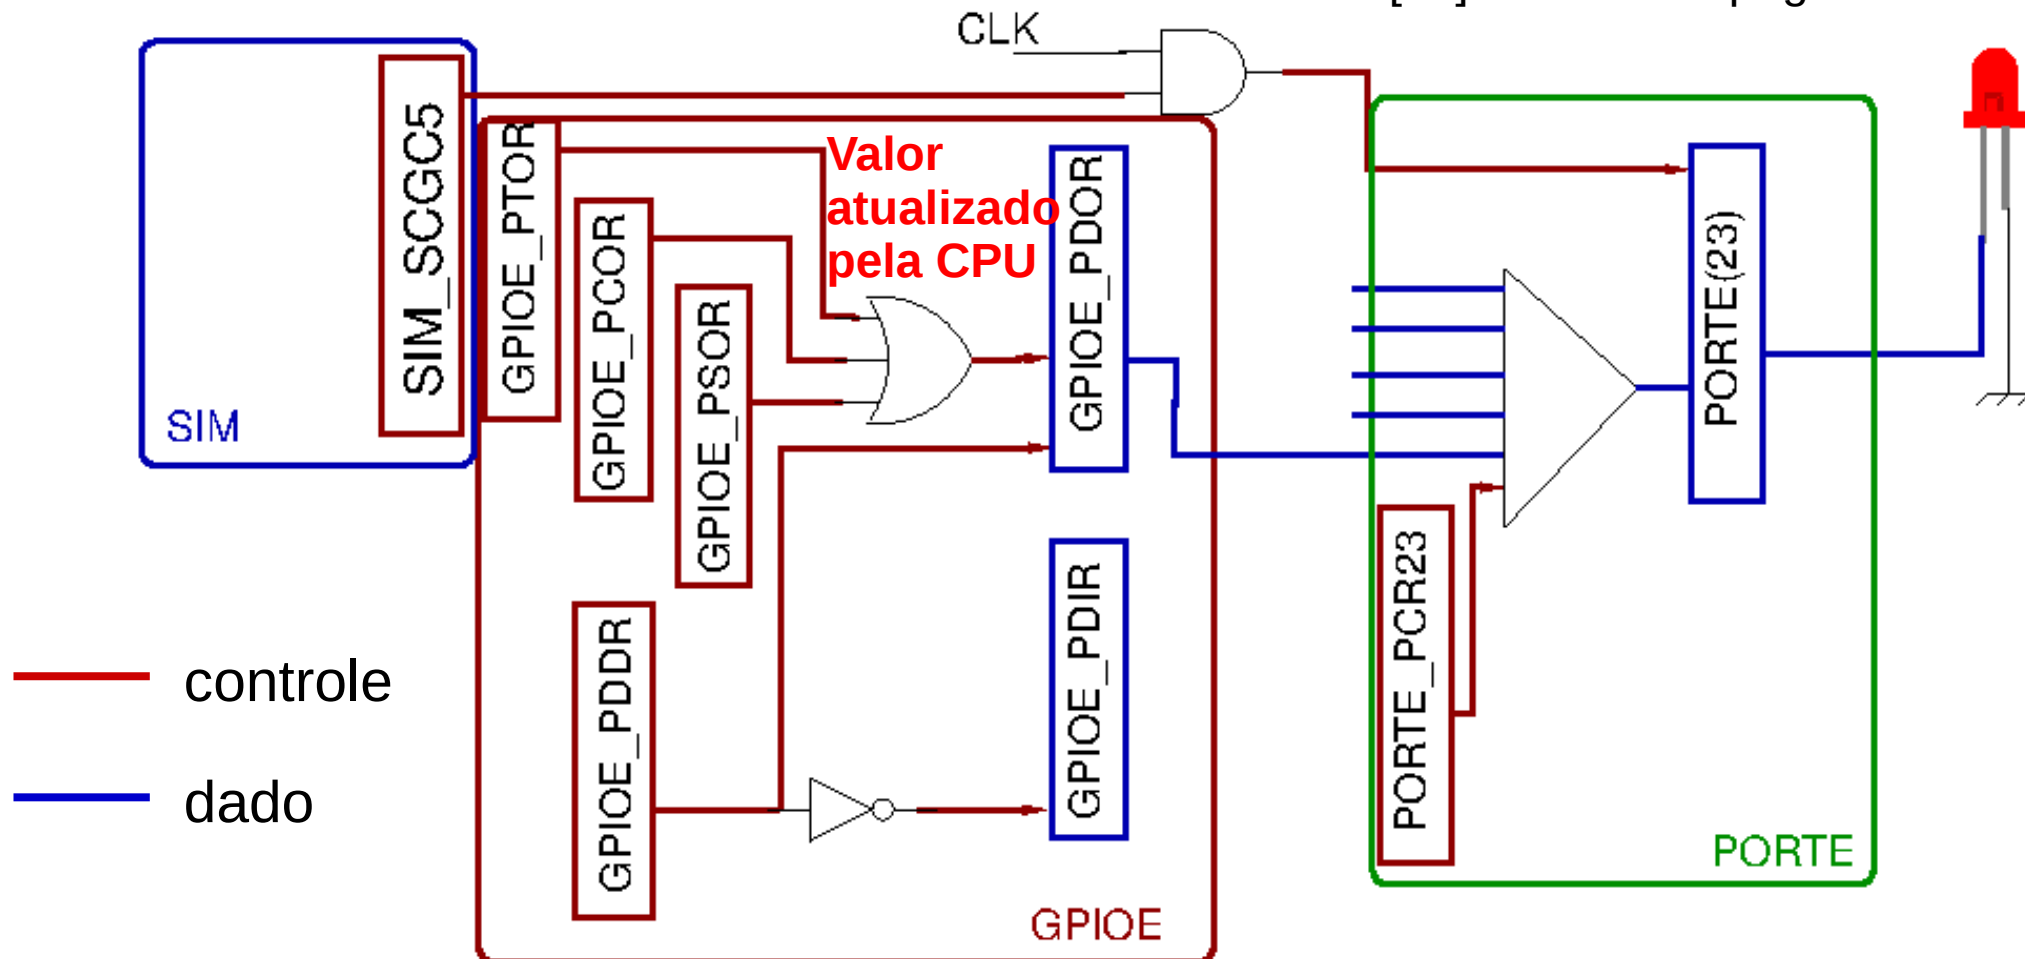 CLK
SIM_SCGC5
SIM
GPIOE_PTOR
GPIOE_PCOR
GPIOE_PSOR
Valor
atualizado
pela CPU
GPIOE_PDOR
GPIOE_PDDR
GPIOE_PDIR
GPIOE
PORTE(23)
PORTE_PCR23
PORTE
controle
dado